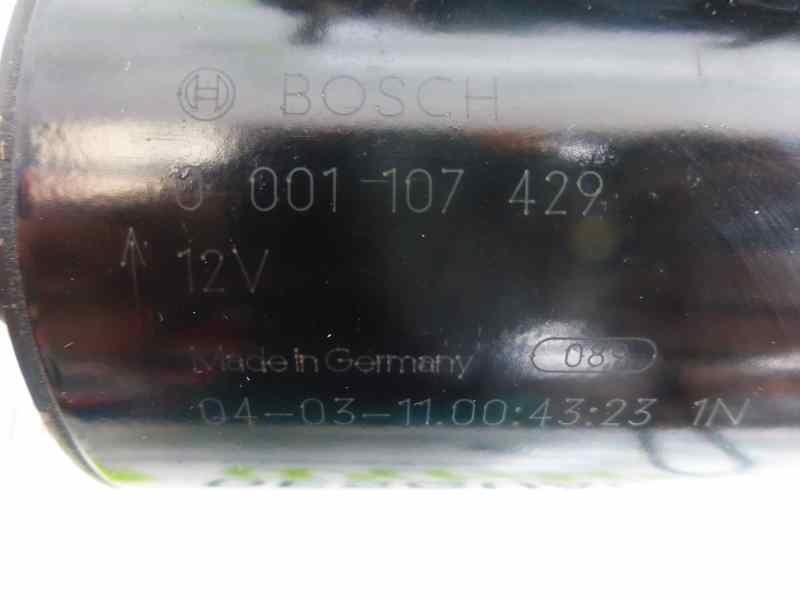 BOSCH
0 001 107 429
12V
Made in Germany 089
04-03-11.00:43:23 1N